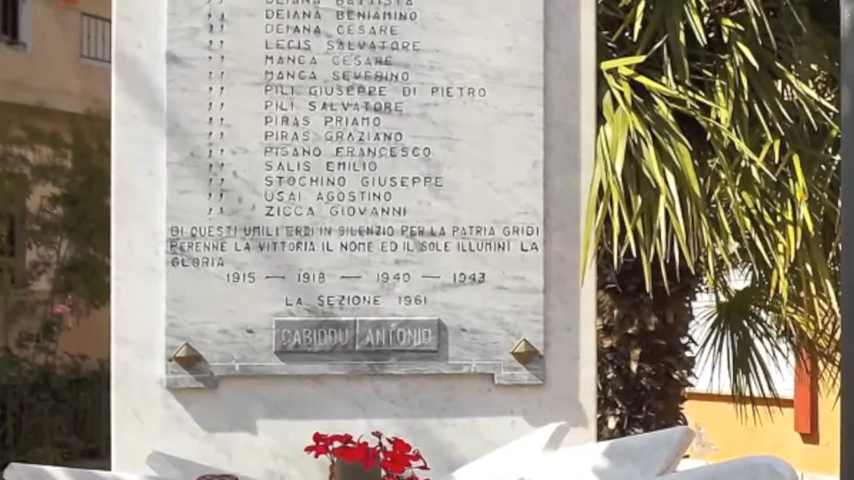 ,, DEIANA BATTISTA
,, DEIANA BENIAMINO
,, DEIANA CESARE
,, LECIS SALVATORE
,, MANCA CESARE
,, MANCA SEVERINO
,, PILI GIUSEPPE DI PIETRO
,, PILI SALVATORE
,, PIRAS PRIAMO
,, PIRAS GRAZIANO
,, PISANO FRANCESCO
,, SALIS EMILIO
,, STOCHINO GIUSEPPE
,, USAI AGOSTINO
,, ZICCA GIOVANNI
DI QUESTI UMILI EROI IN SILENZIO PER LA PATRIA GRIDI
PERENNE LA VITTORIA IL NOME ED IL SOLE ILLUMINI LA
GLORIA
1915 — 1918 — 1940 — 1943
LA SEZIONE 1961
CABIDDU ANTONIO